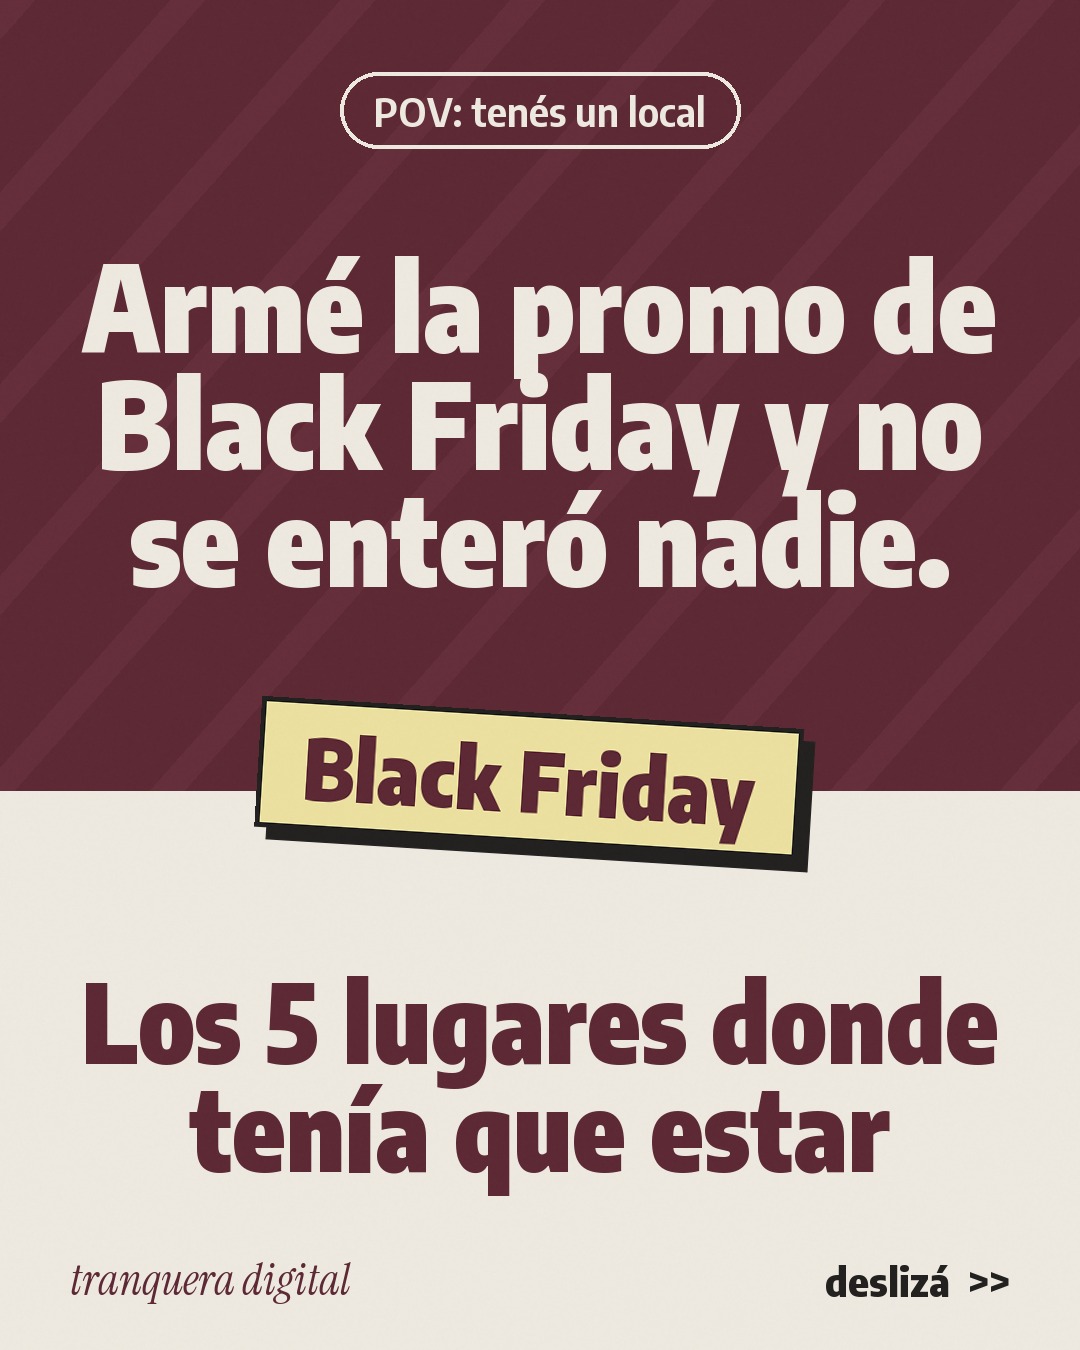 POV: tenés un local
Armé la promo de
Black Friday y no
se enteró nadie.
Black Friday
Los 5 lugares donde
tenía que estar
tranquera digital
deslizá >>